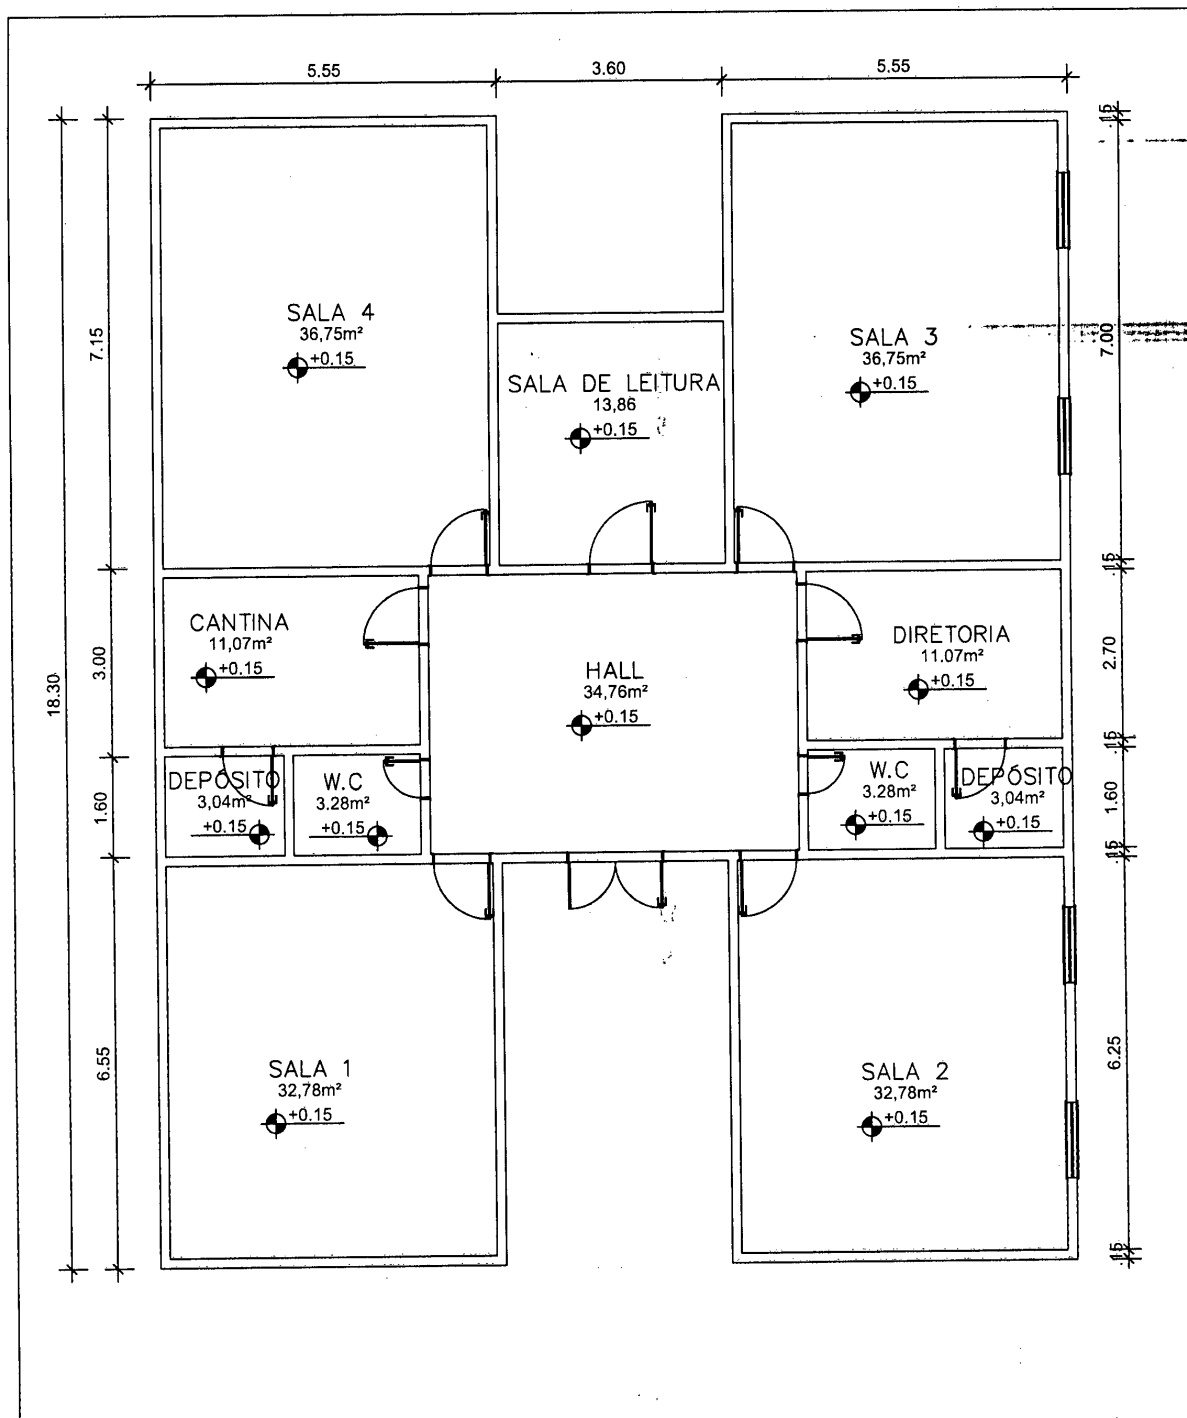 5.55
3.60
5.55
.15
18.30
7.15
7.00
SALA 4
36,75m²
+0.15
SALA 3
36,75m²
+0.15
SALA DE LEITURA
13,86
+0.15
.15
3.00
CANTINA
11,07m²
+0.15
HALL
34,76m²
+0.15
DIRETORIA
11.07m²
+0.15
2.70
.15
1.60
DEPÓSITO
3,04m²
+0.15
W.C
3.28m²
+0.15
W.C
3.28m²
+0.15
DEPÓSITO
3,04m²
+0.15
1.60
.15
6.55
SALA 1
32,78m²
+0.15
SALA 2
32,78m²
+0.15
6.25
.15